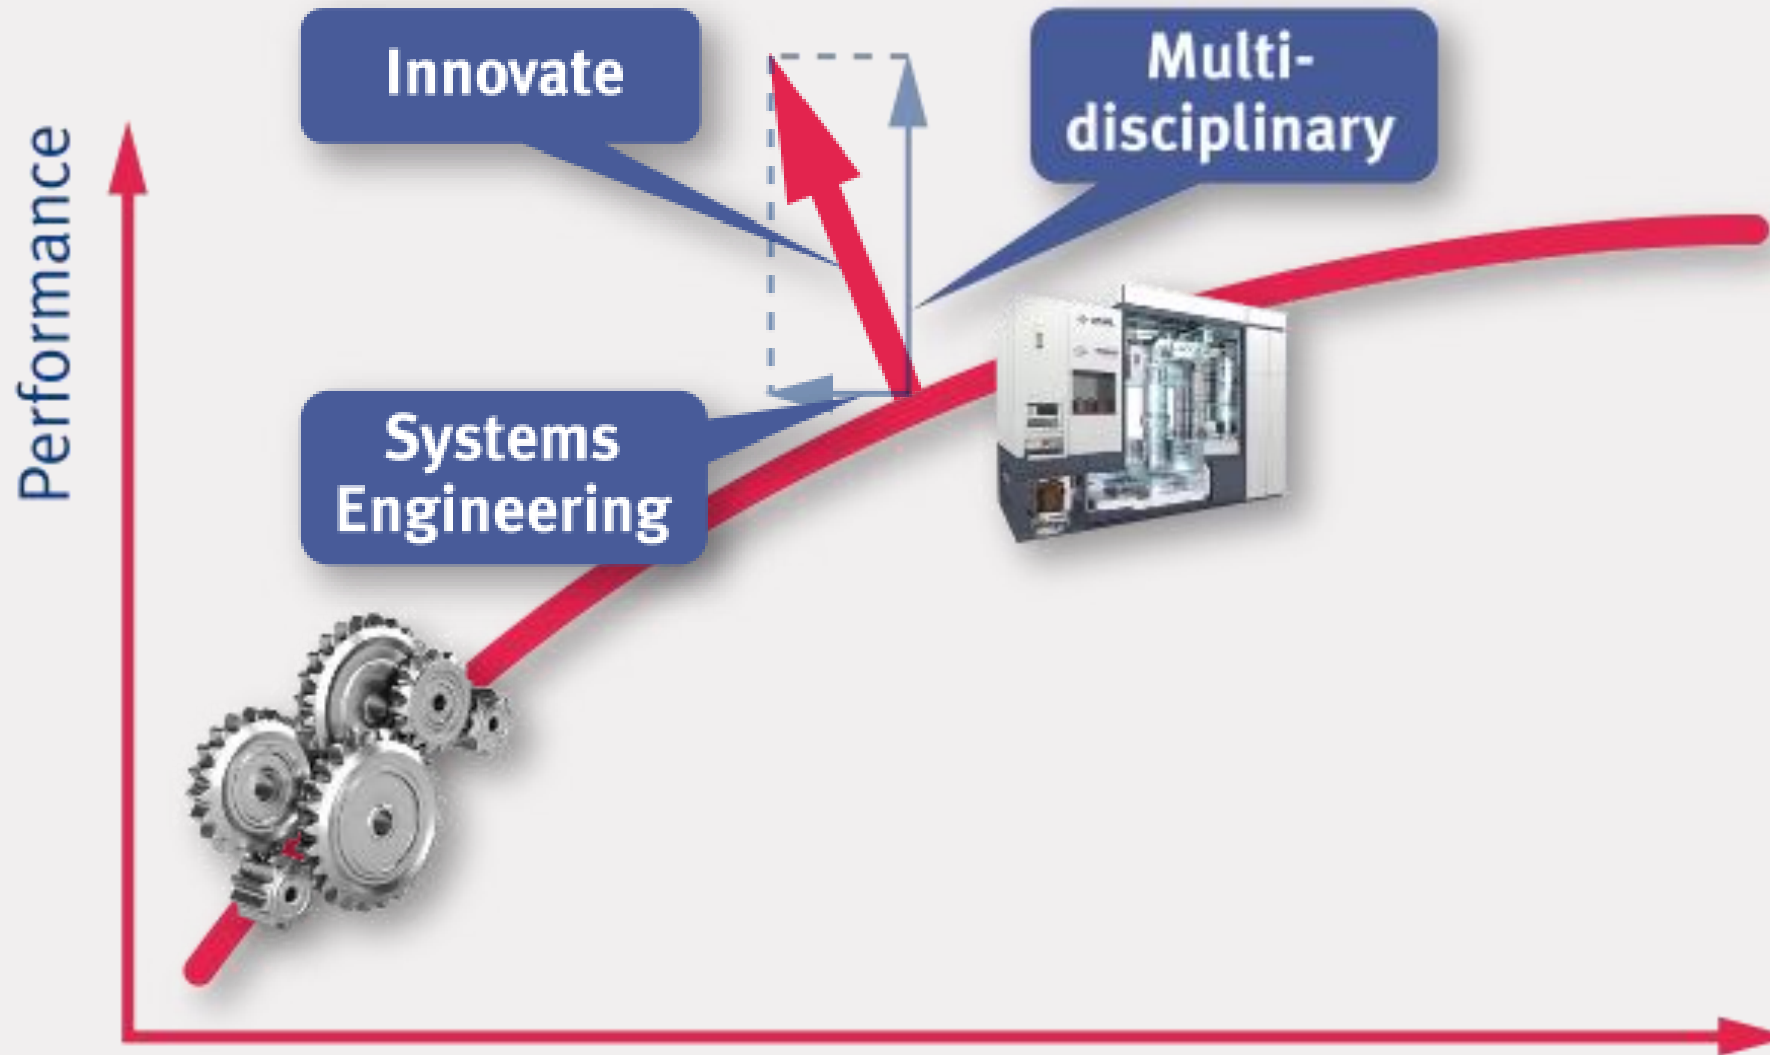 Innovate
Multi-
disciplinary
Performance
Systems
Engineering